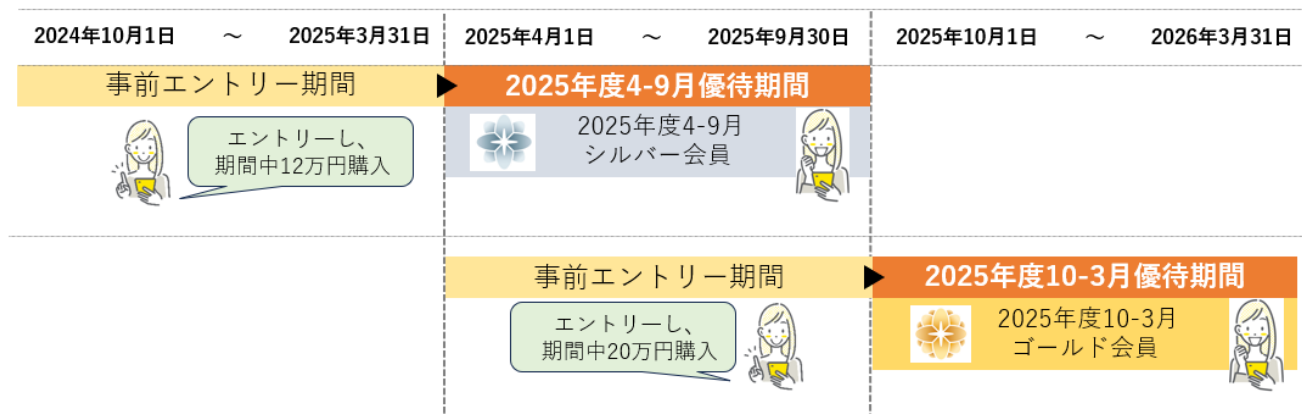 2024年10月1日 ～ 2025年3月31日
2025年4月1日 ～ 2025年9月30日
2025年10月1日 ～ 2026年3月31日
事前エントリー期間
2025年度4-9月優待期間
エントリーし、
期間中12万円購入
2025年度4-9月
シルバー会員
事前エントリー期間
2025年度10-3月優待期間
エントリーし、
期間中20万円購入
2025年度10-3月
ゴールド会員